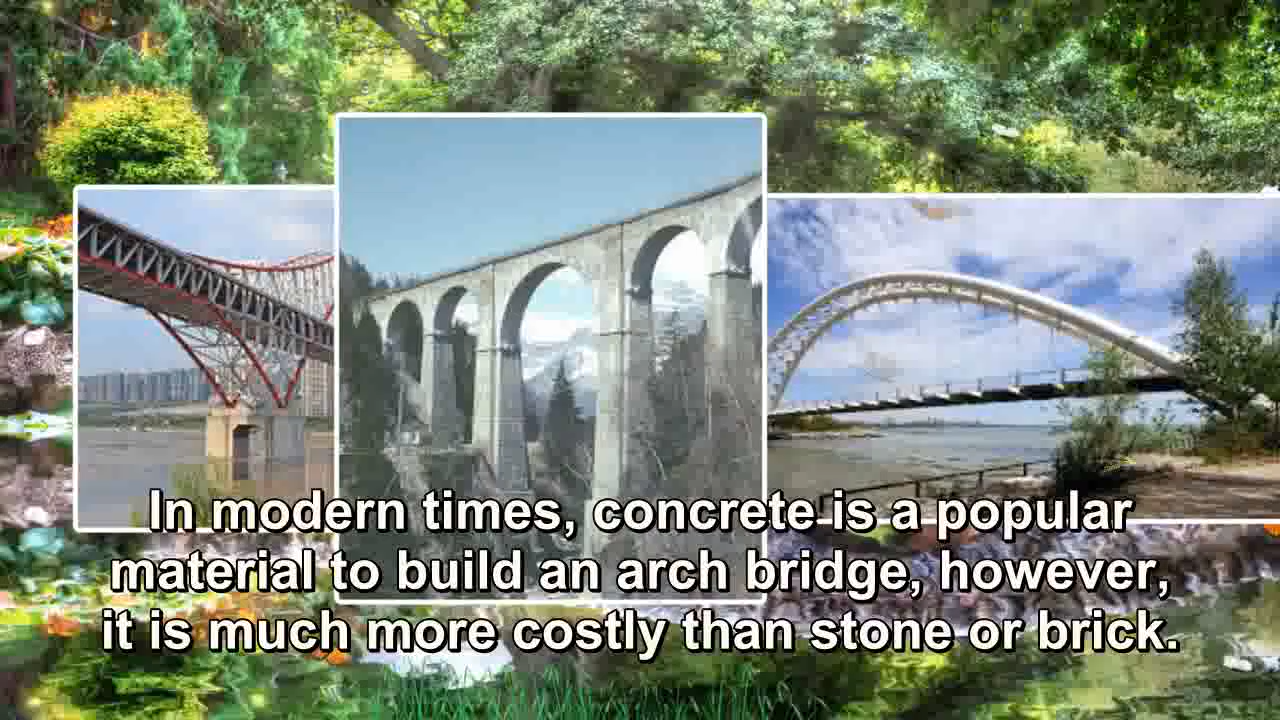 In modern times, concrete is a popular
material to build an arch bridge, however,
it is much more costly than stone or brick.